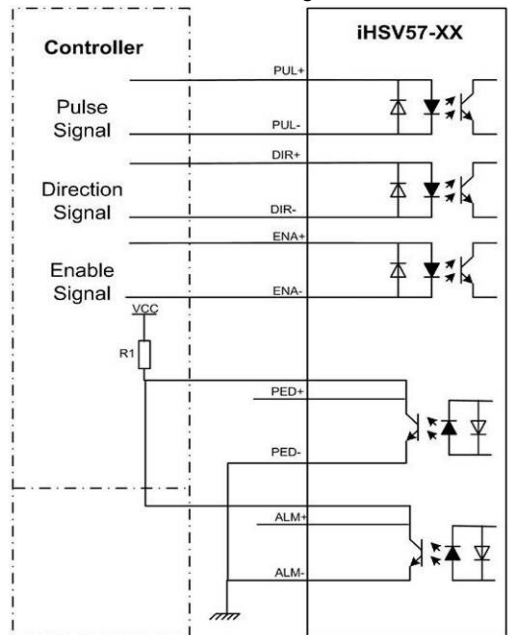 Controller
iHSV57-XX
PUL+
Pulse
Signal
PUL-
DIR+
Direction
Signal
DIR-
ENA+
Enable
Signal
ENA-
VCC
R1
PED+
PED-
ALM+
ALM-